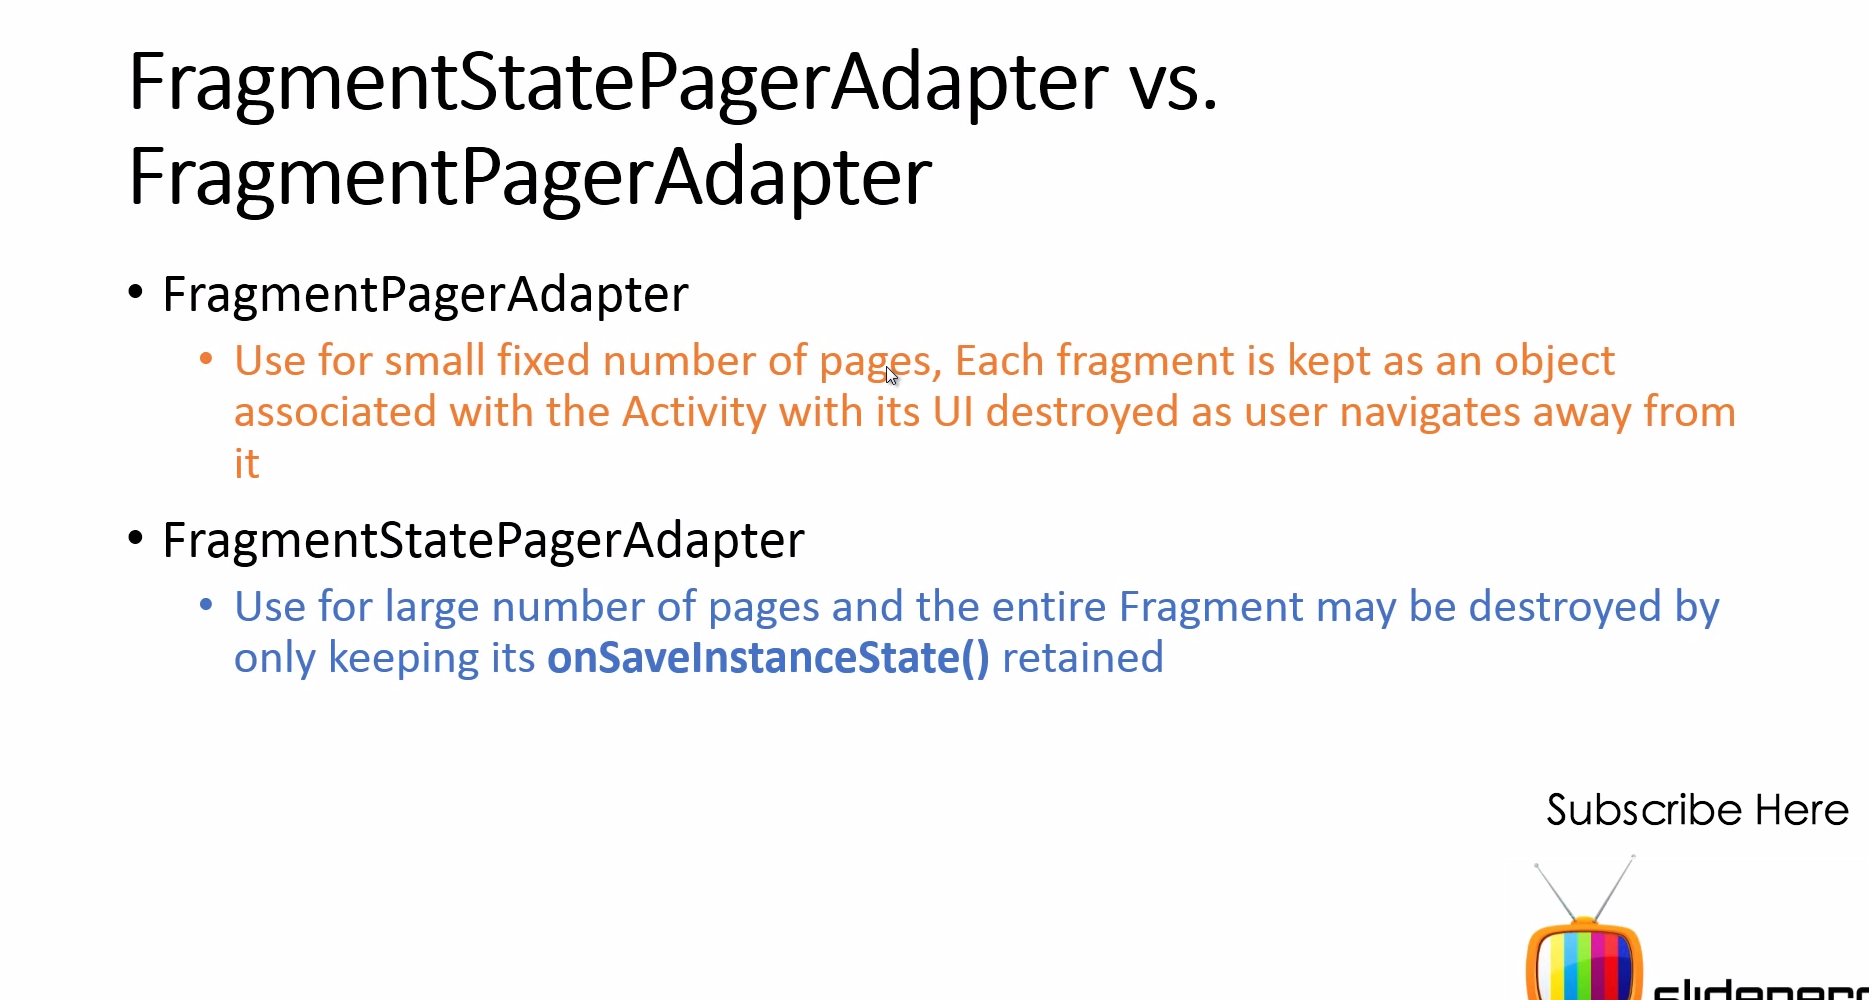 FragmentStatePagerAdapter vs.
FragmentPagerAdapter
• FragmentPagerAdapter
• Use for small fixed number of pages, Each fragment is kept as an object
associated with the Activity with its UI destroyed as user navigates away from
it
• FragmentStatePagerAdapter
• Use for large number of pages and the entire Fragment may be destroyed by
only keeping its onSaveInstanceState() retained
Subscribe Here